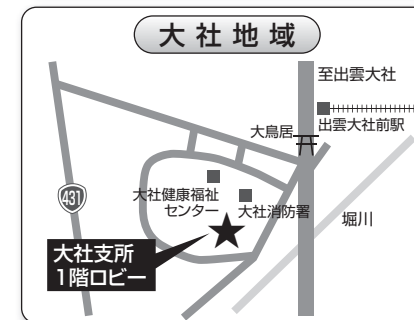 大社地域
至出雲大社
出雲大社前駅
大鳥居
431
大社健康福祉
センター
大社消防署
堀川
大社支所
1階ロビー